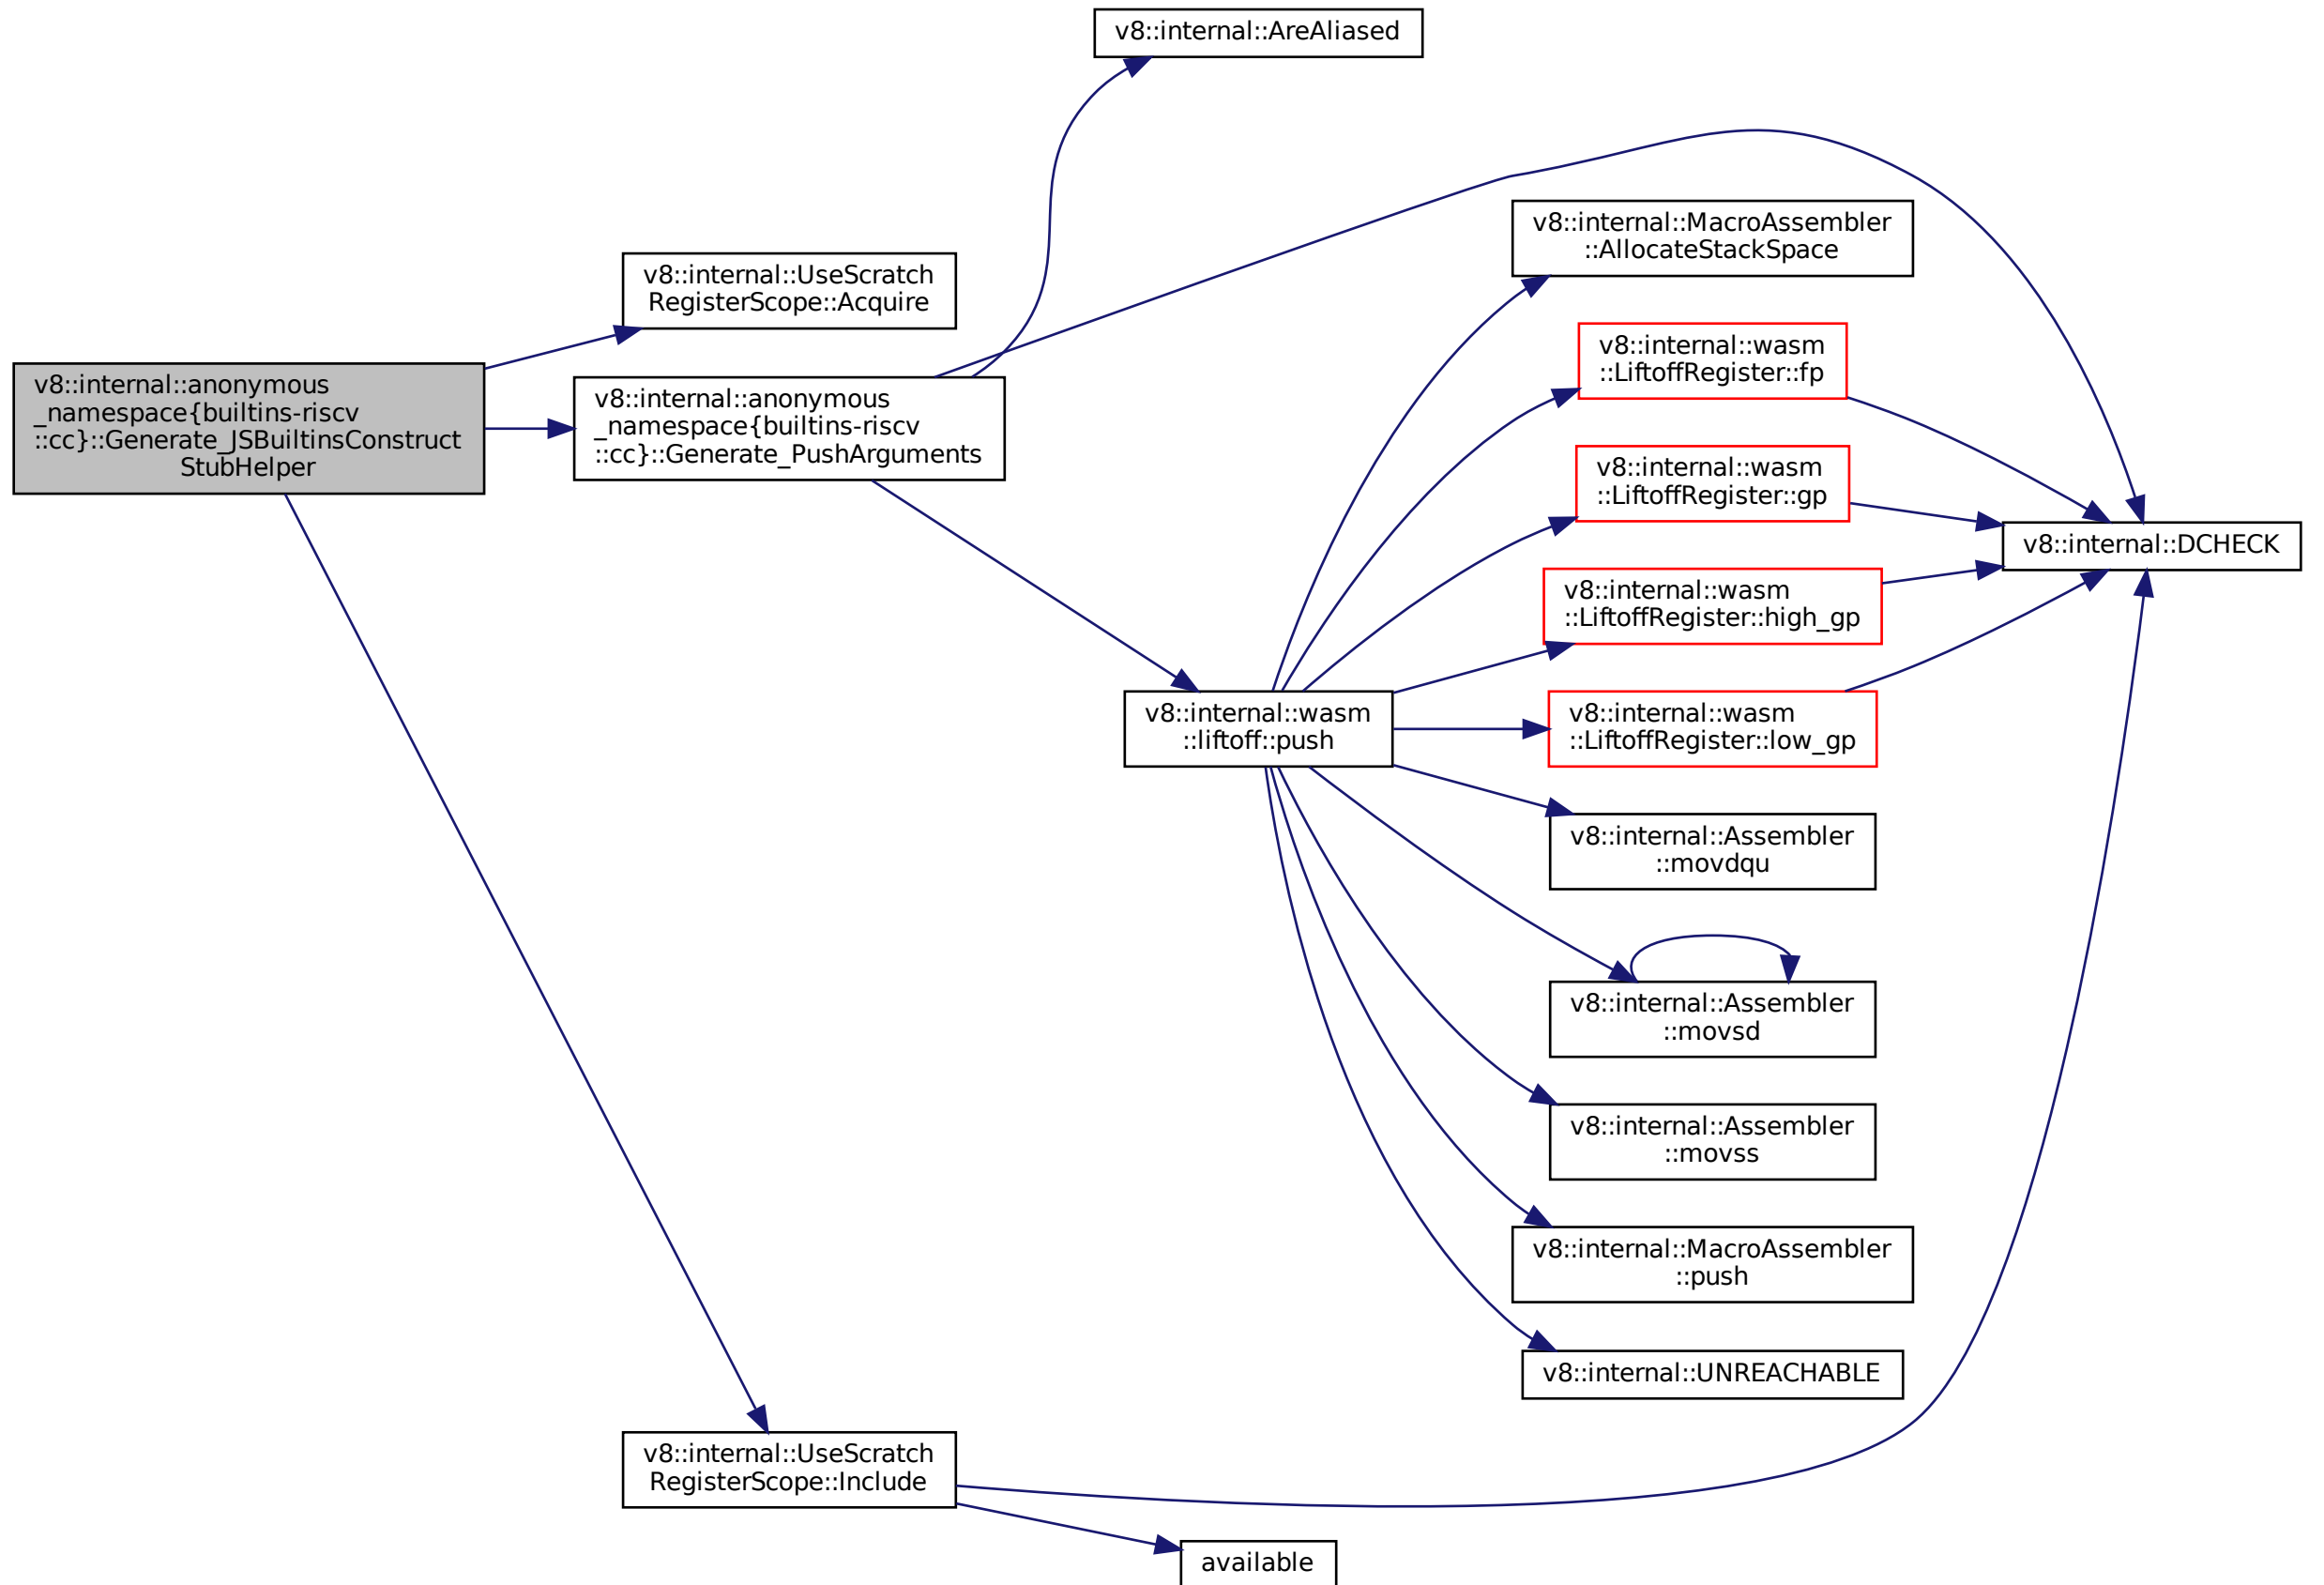 v8::internal::AreAliased
v8::internal::UseScratch
RegisterScope::Acquire
v8::internal::anonymous
_namespace{builtins-riscv
::cc}::Generate_JSBuiltinsConstruct
StubHelper
v8::internal::anonymous
_namespace{builtins-riscv
::cc}::Generate_PushArguments
v8::internal::MacroAssembler
::AllocateStackSpace
v8::internal::wasm
::LiftoffRegister::fp
v8::internal::wasm
::LiftoffRegister::gp
v8::internal::DCHECK
v8::internal::wasm
::LiftoffRegister::high_gp
v8::internal::wasm
::liftoff::push
v8::internal::wasm
::LiftoffRegister::low_gp
v8::internal::Assembler
::movdqu
v8::internal::Assembler
::movsd
v8::internal::Assembler
::movss
v8::internal::MacroAssembler
::push
v8::internal::UNREACHABLE
v8::internal::UseScratch
RegisterScope::Include
available